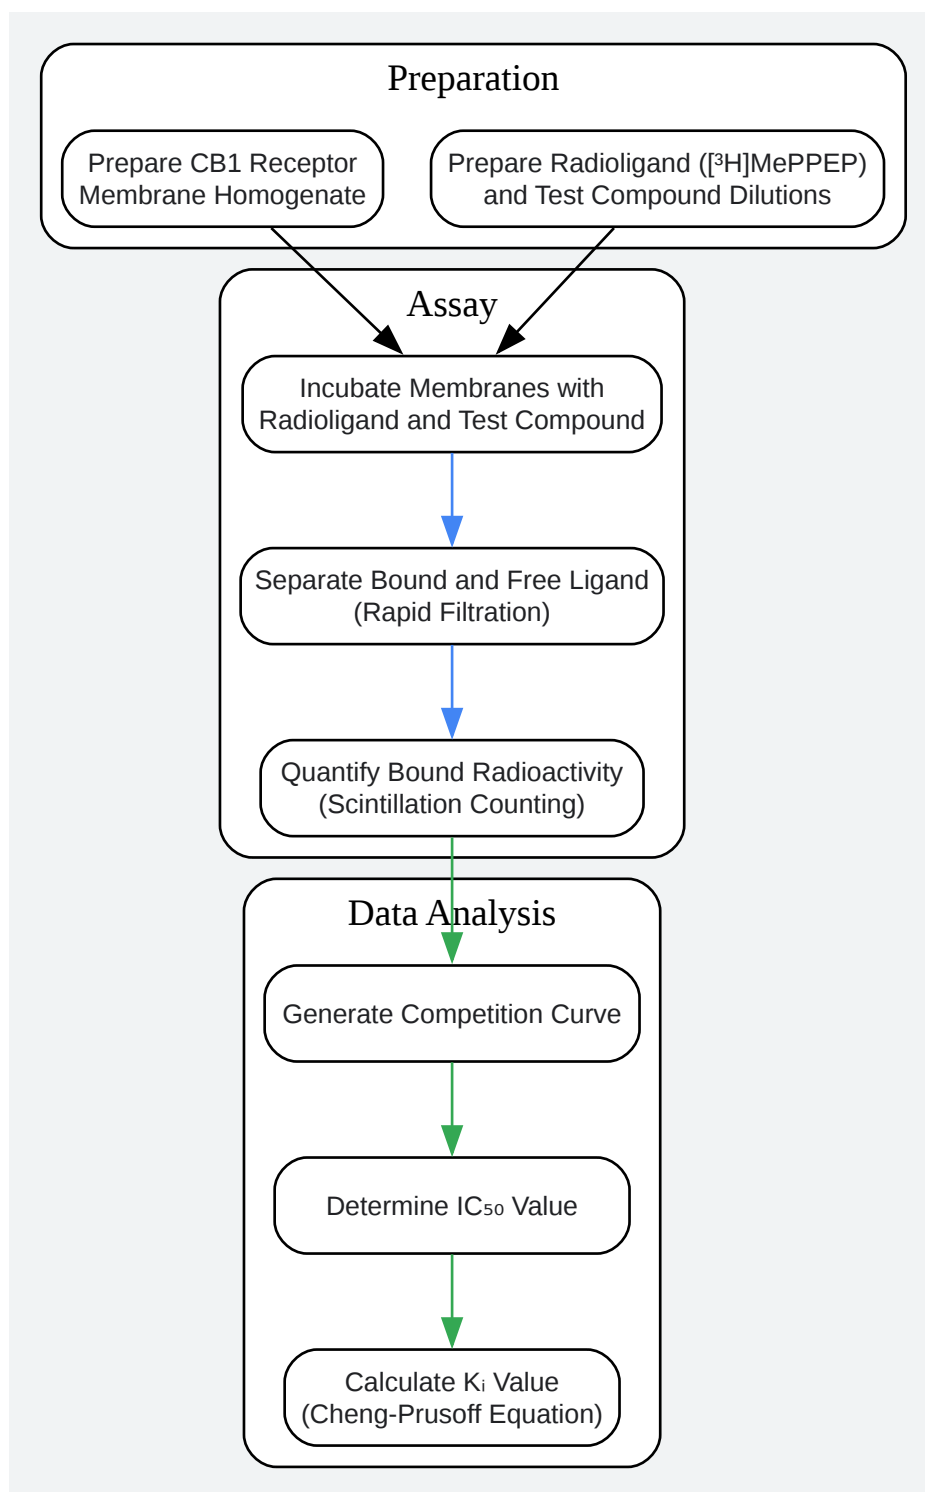 Preparation
Prepare CB1 Receptor
Membrane Homogenate
Prepare Radioligand ([³H]MePPEP)
and Test Compound Dilutions
Assay
Incubate Membranes with
Radioligand and Test Compound
Separate Bound and Free Ligand
(Rapid Filtration)
Quantify Bound Radioactivity
(Scintillation Counting)
Data Analysis
Generate Competition Curve
Determine IC₅₀ Value
Calculate Kᵢ Value
(Cheng-Prusoff Equation)